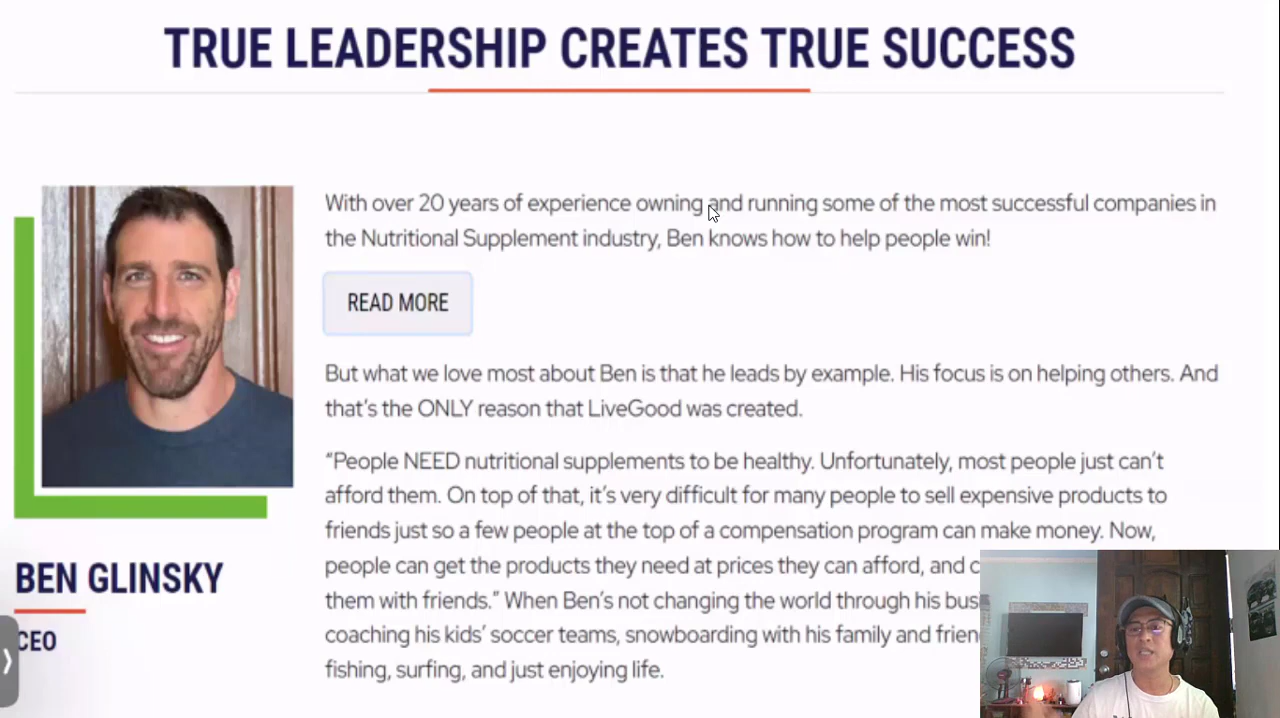 TRUE LEADERSHIP CREATES TRUE SUCCESS
With over 20 years of experience owning and running some of the most successful companies in
the Nutritional Supplement industry, Ben knows how to help people win!
READ MORE
But what we love most about Ben is that he leads by example. His focus is on helping others. And
that's the ONLY reason that LiveGood was created.
“People NEED nutritional supplements to be healthy. Unfortunately, most people just can't
afford them. On top of that, it's very difficult for many people to sell expensive products to
friends just so a few people at the top of a compensation program can make money. Now,
people can get the products they need at prices they can afford, and
them with friends.” When Ben's not changing the world through his
coaching his kids' soccer teams, snowboarding with his family and
fishing, surfing, and just enjoying life.
BEN GLINSKY
CEO